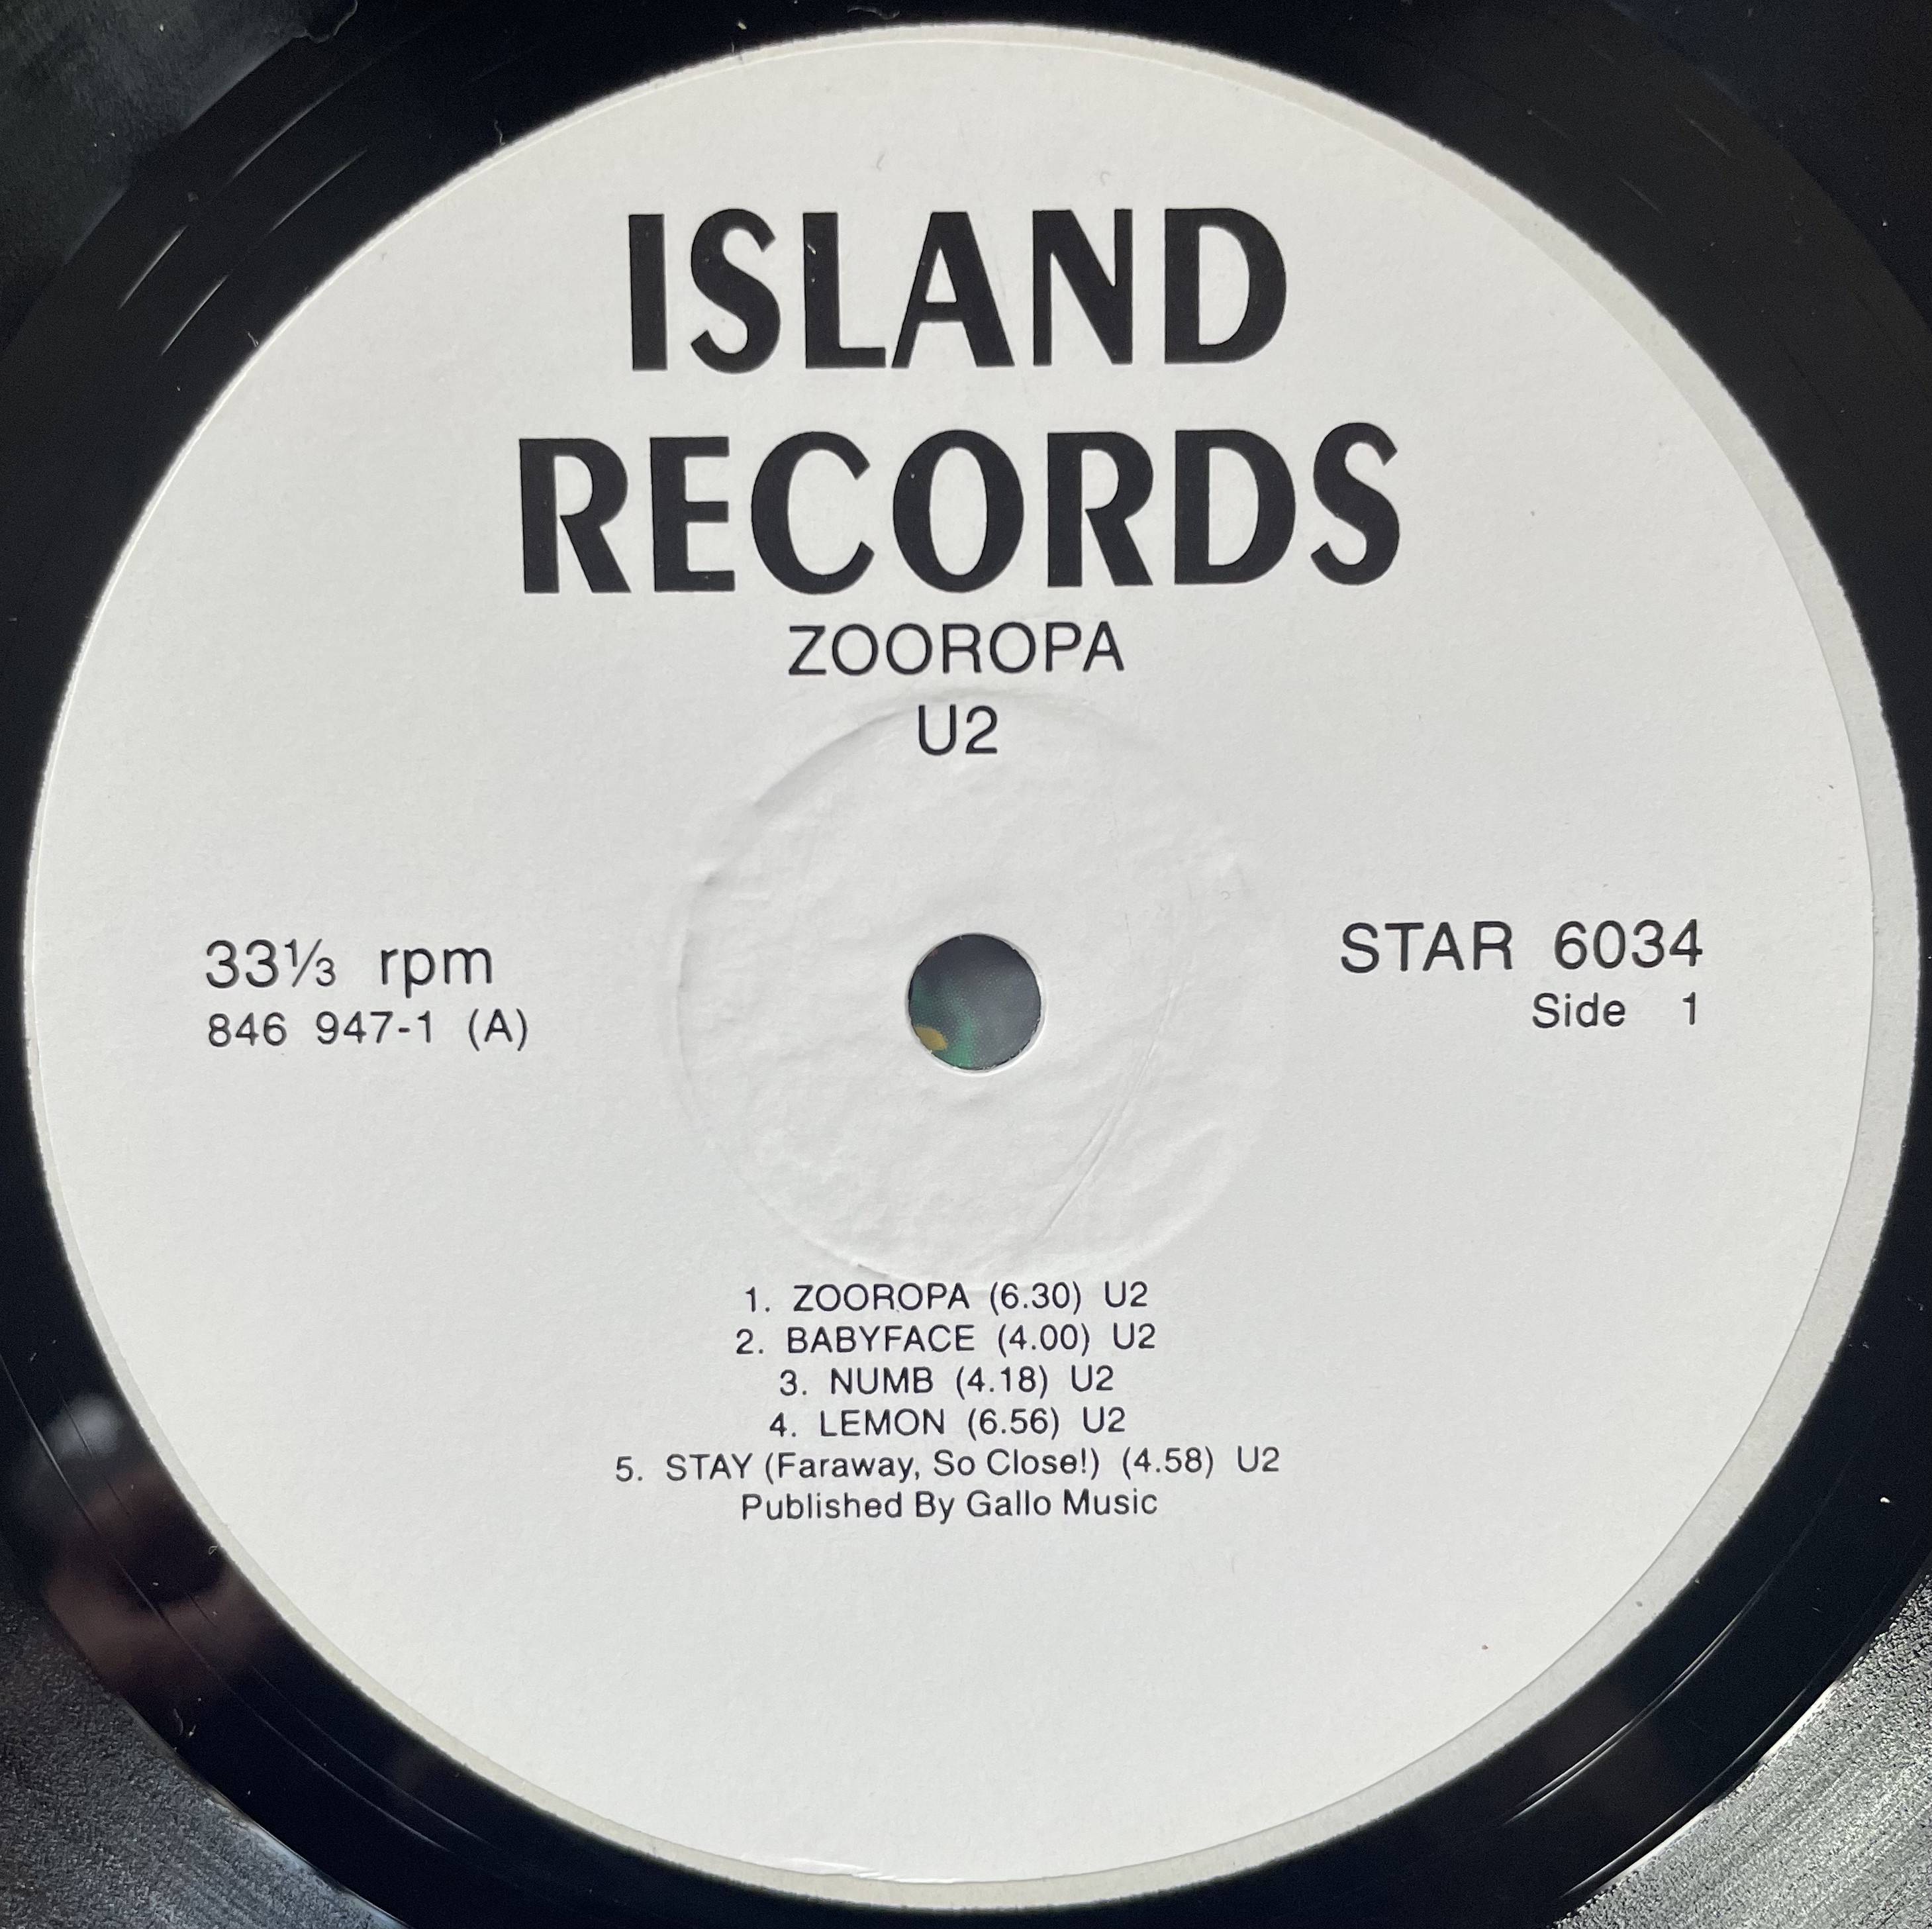 ISLAND
RECORDS
ZOOROPA
U2
33⅓ rpm
846 947-1 (A)
STAR 6034
Side 1
1. ZOOROPA (6.30) U2
2. BABYFACE (4.00) U2
3. NUMB (4.18) U2
4. LEMON (6.56) U2
5. STAY (Faraway, So Close!) (4.58) U2
Published By Gallo Music